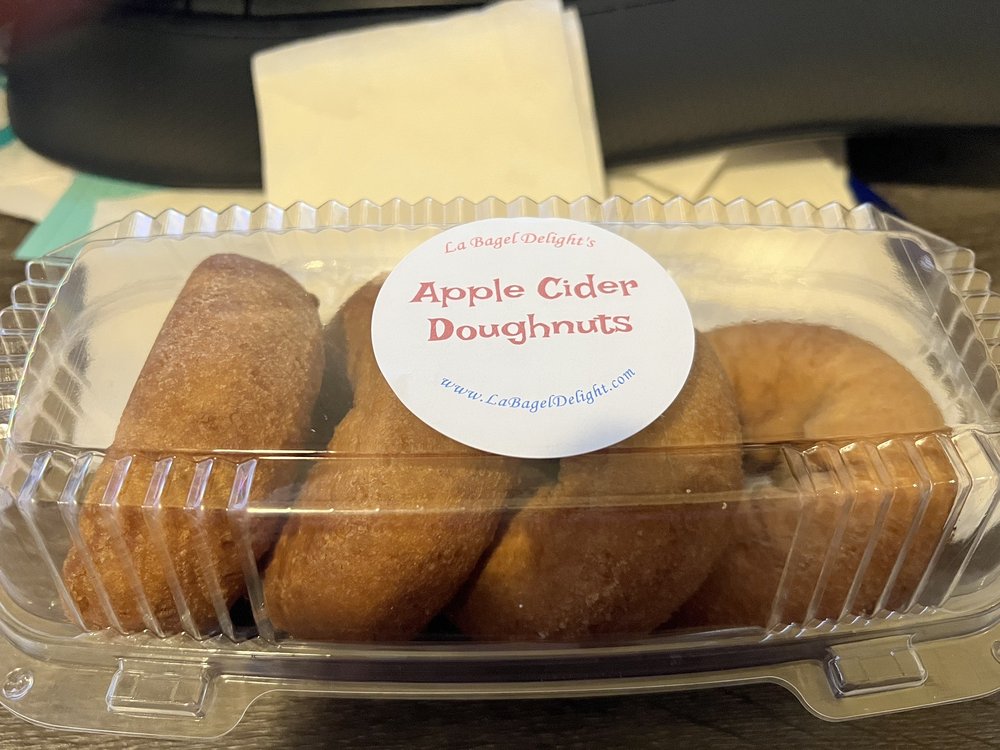 La Bagel Delight's
Apple Cider
Doughnuts
www.LaBagelDelight.com